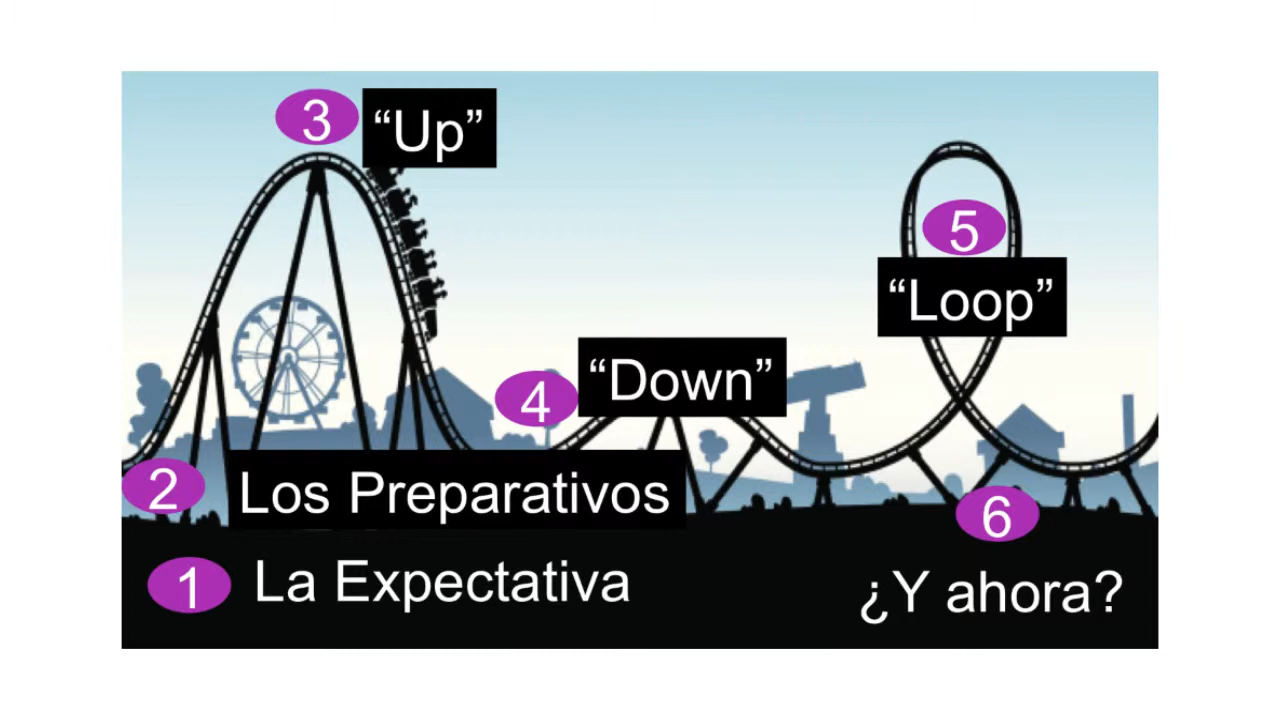 3 “Up”
5
“Loop”
4 “Down”
2 Los Preparativos
6
1 La Expectativa
¿Y ahora?